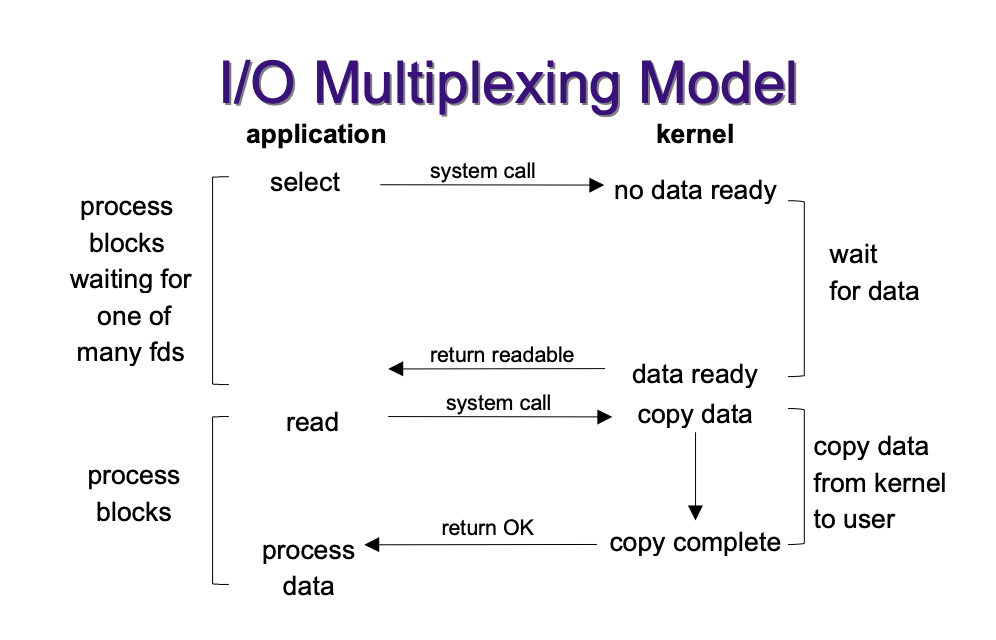 I/O Multiplexing Model
application
kernel
select
system call
no data ready
process
blocks
waiting for
one of
many fds
wait
for data
return readable
data ready
read
system call
copy data
process
blocks
copy data
from kernel
to user
return OK
copy complete
process
data